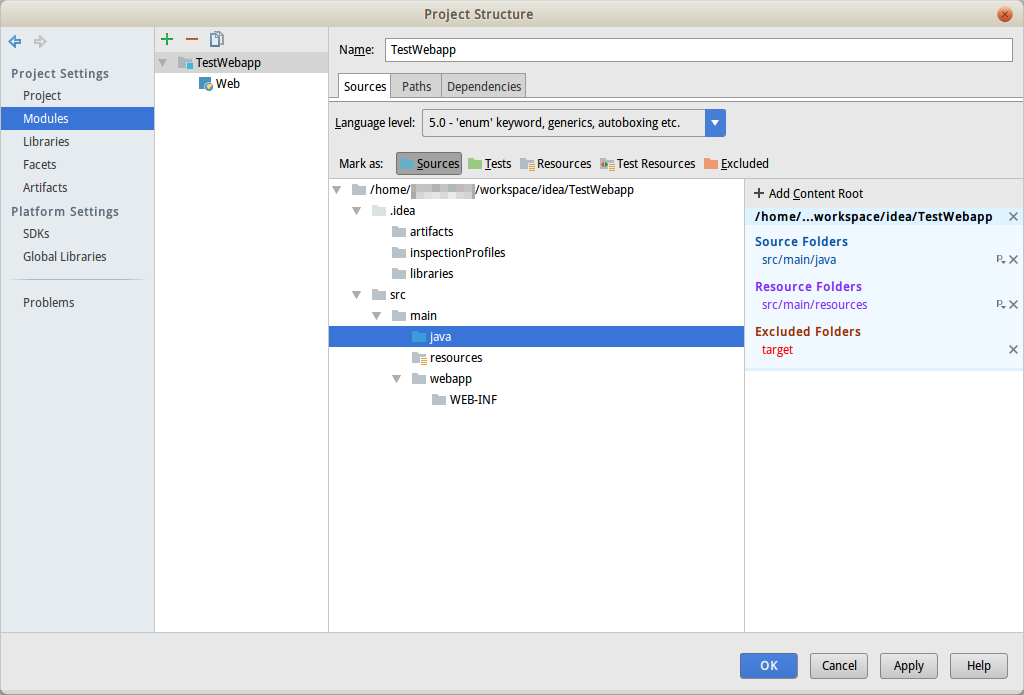 Project Structure
Project Settings
Project
Modules
Libraries
Facets
Artifacts
Platform Settings
SDKs
Global Libraries
Problems
TestWebapp
Web
Name: TestWebapp
Sources Paths Dependencies
Language level: 5.0 - 'enum' keyword, generics, autoboxing etc.
Mark as: Sources Tests Resources Test Resources Excluded
/home/ /workspace/idea/TestWebapp
.idea
artifacts
inspectionProfiles
libraries
src
main
java
resources
webapp
WEB-INF
+ Add Content Root
/home/...workspace/idea/TestWebapp
Source Folders
src/main/java
Resource Folders
src/main/resources
Excluded Folders
target
OK Cancel Apply Help